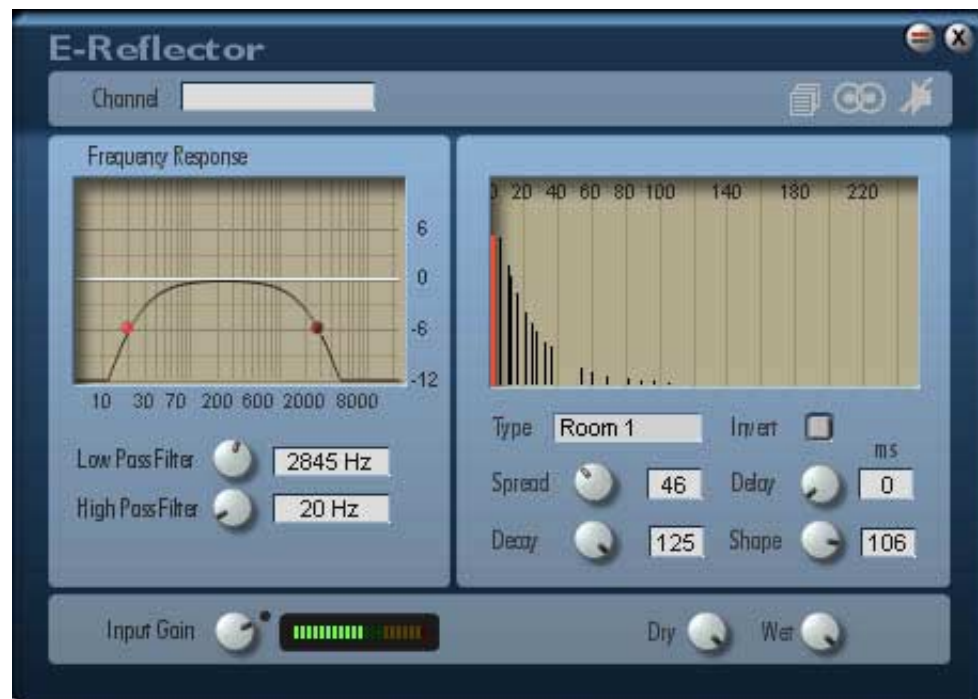 E-Reflector
X
Channel
Frequency Response
6
0
-6
-12
10 30 70 200 600 2000 8000
Low Pass Filter 2845 Hz
High Pass Filter 20 Hz
0 20 40 60 80 100 140 180 220
Type Room 1 Invert
ms
Spread 46 Delay 0
Decay 125 Shape 106
Input Gain Dry Wet